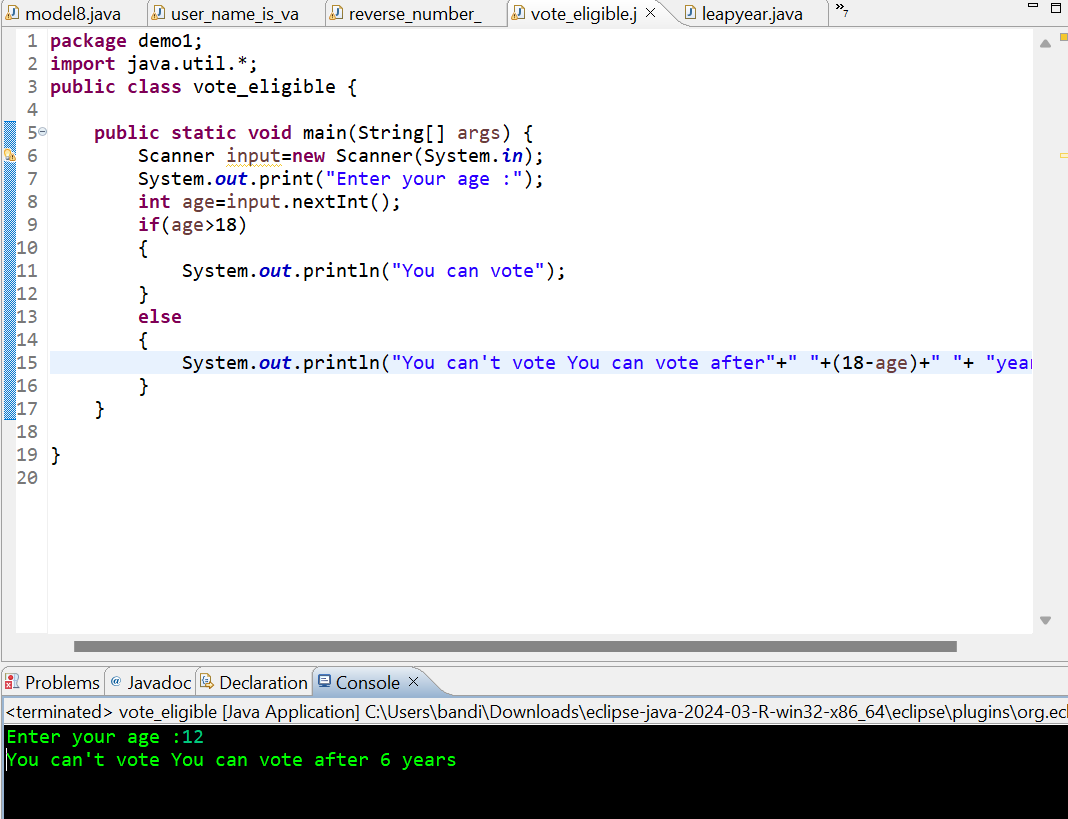 model8.java user_name_is_va reverse_number_ vote_eligible.j leapyear.java »7
1 package demo1;
2 import java.util.*;
3 public class vote_eligible {
4
5 public static void main(String[] args) {
6 Scanner input=new Scanner(System.in);
7 System.out.print("Enter your age :");
8 int age=input.nextInt();
9 if(age>18)
10 {
11 System.out.println("You can vote");
12 }
13 else
14 {
15 System.out.println("You can't vote You can vote after"+" "+(18-age)+" "+ "year
16 }
17 }
18
19 }
20
Problems @ Javadoc Declaration Console
<terminated> vote_eligible [Java Application] C:\Users\bandi\Downloads\eclipse-java-2024-03-R-win32-x86_64\eclipse\plugins\org.ecl
Enter your age :12
You can't vote You can vote after 6 years